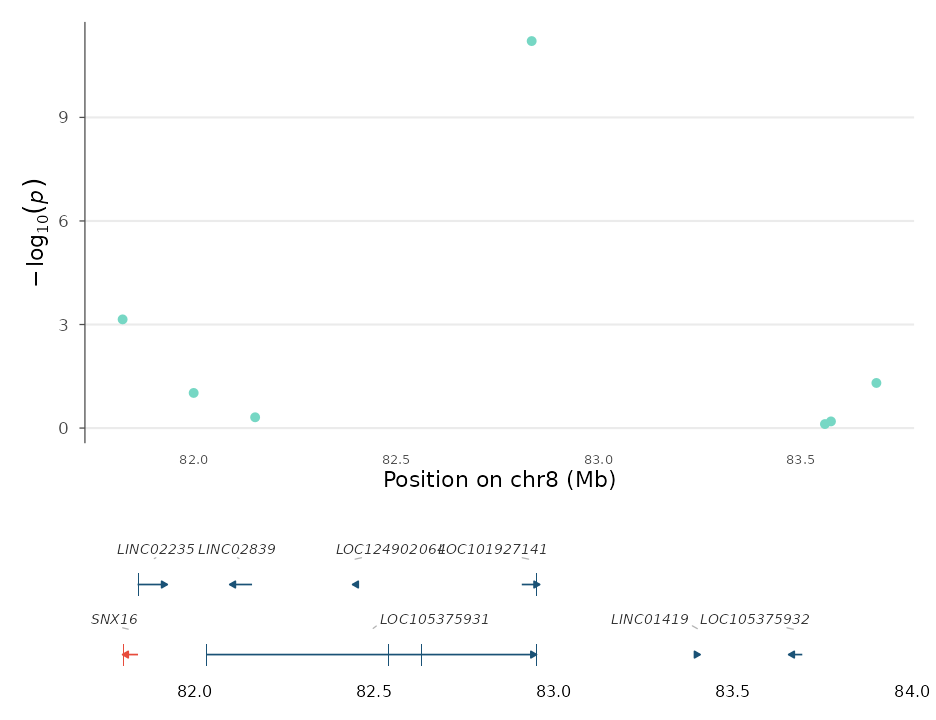 9
6
3
0
−log10(p)
82.0 82.5 83.0 83.5
Position on chr8 (Mb)
LINC02235 LINC02839 LOC124902064 LOC101927141
SNX16 LOC105375931 LINC01419 LOC105375932
82.0 82.5 83.0 83.5 84.0